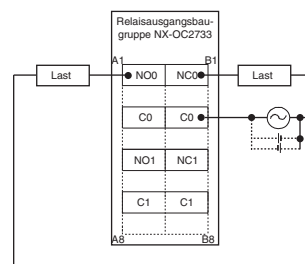 Relaisausgangsbau-
gruppe NX-OC2733
A1 B1
Last NO0 NC0 Last
C0 C0
NO1 NC1
C1 C1
A8 B8